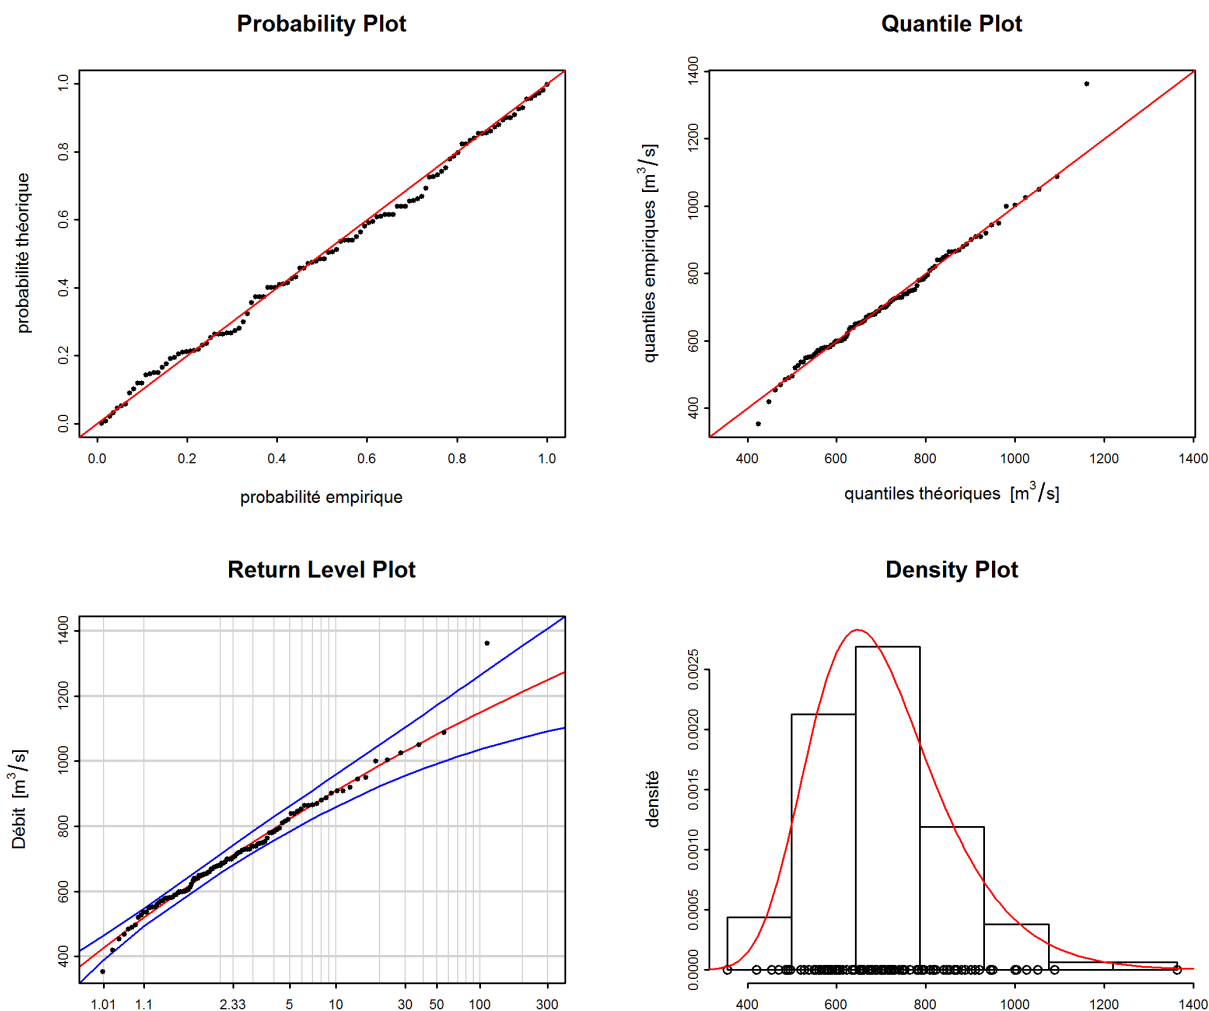 Probability Plot
1.0
0.8
0.6
0.4
0.2
0.0
probabilité théorique
0.0 0.2 0.4 0.6 0.8 1.0
probabilité empirique
Quantile Plot
1400
1200
1000
800
600
400
quantiles empiriques [m³/s]
400 600 800 1000 1200 1400
quantiles théoriques [m³/s]
Return Level Plot
1400
1200
1000
800
600
400
Débit [m³/s]
1.01 1.1 2.33 5 10 30 50 100 300
Density Plot
0.0025
0.0020
0.0015
0.0010
0.0005
0.0000
densité
400 600 800 1000 1200 1400